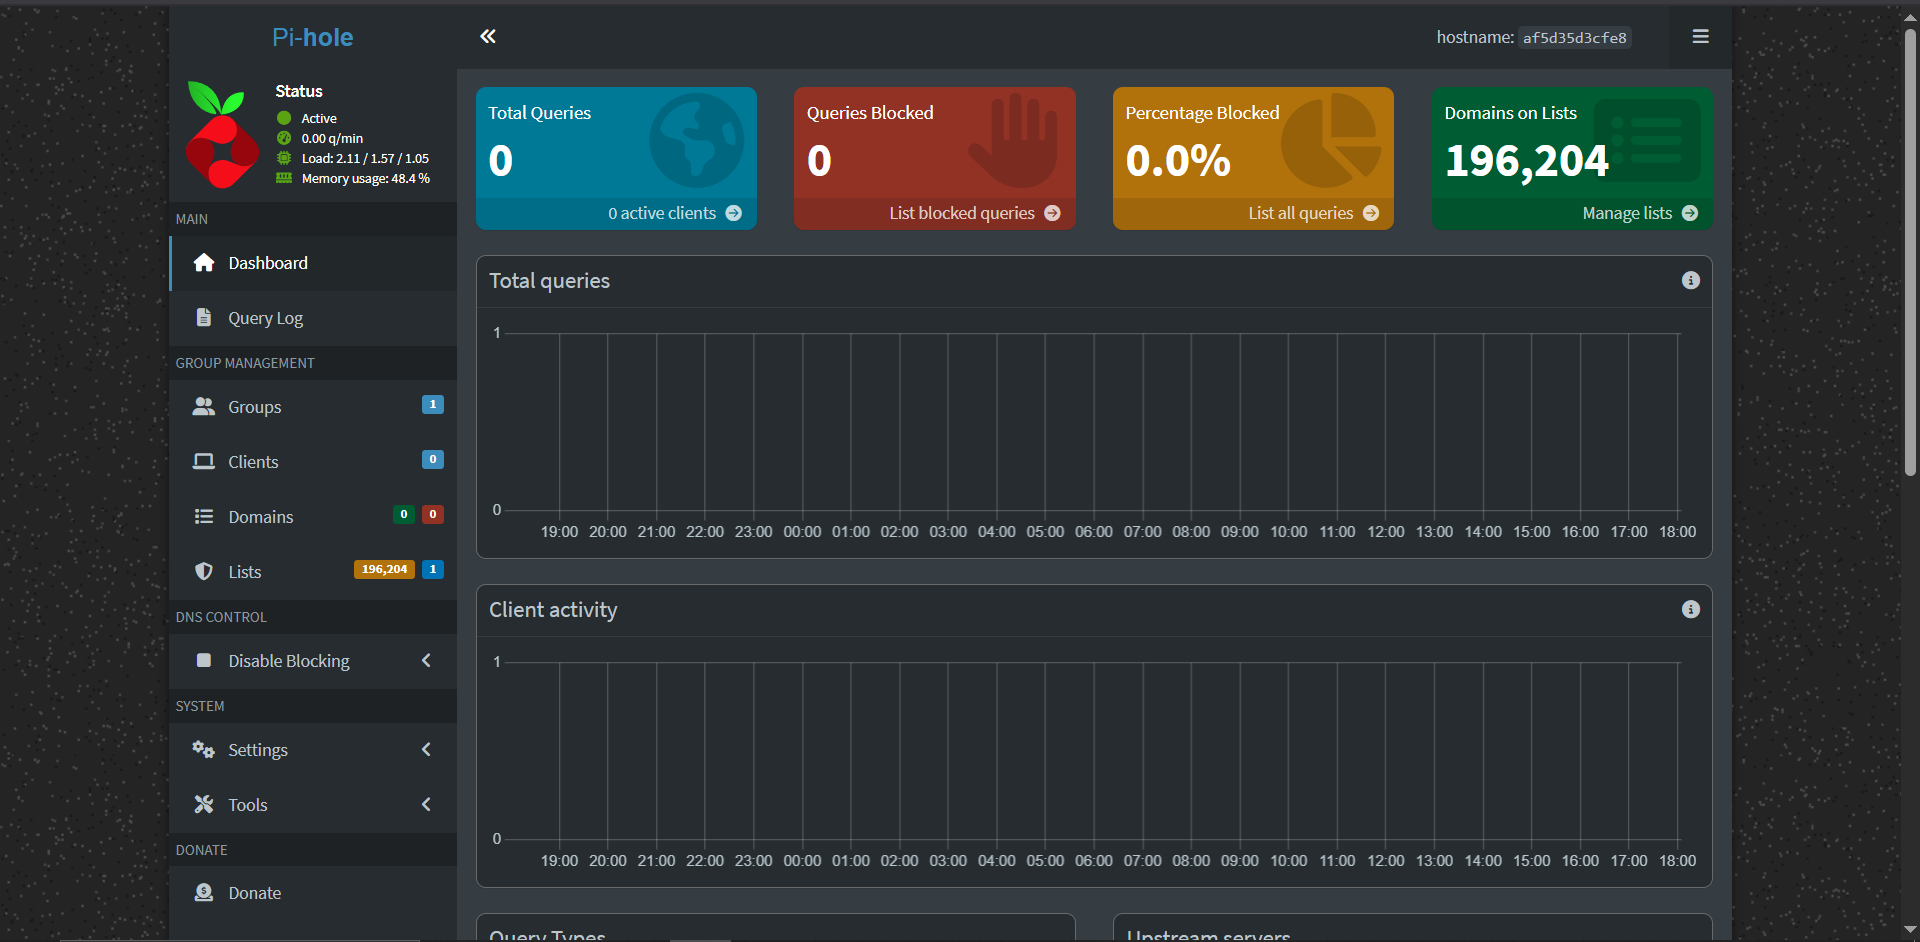 Pi-hole
hostname: af5d35d3cfe8
Status
Active
0.00 q/min
Load: 2.11 / 1.57 / 1.05
Memory usage: 48.4 %
MAIN
Dashboard
Query Log
GROUP MANAGEMENT
Groups 1
Clients 0
Domains 0 0
Lists 196,204 1
DNS CONTROL
Disable Blocking
SYSTEM
Settings
Tools
DONATE
Donate
Total Queries
0
0 active clients
Queries Blocked
0
List blocked queries
Percentage Blocked
0.0%
List all queries
Domains on Lists
196,204
Manage lists
Total queries
1
0
19:00 20:00 21:00 22:00 23:00 00:00 01:00 02:00 03:00 04:00 05:00 06:00 07:00 08:00 09:00 10:00 11:00 12:00 13:00 14:00 15:00 16:00 17:00 18:00
Client activity
1
0
19:00 20:00 21:00 22:00 23:00 00:00 01:00 02:00 03:00 04:00 05:00 06:00 07:00 08:00 09:00 10:00 11:00 12:00 13:00 14:00 15:00 16:00 17:00 18:00
Query Types
Upstream servers